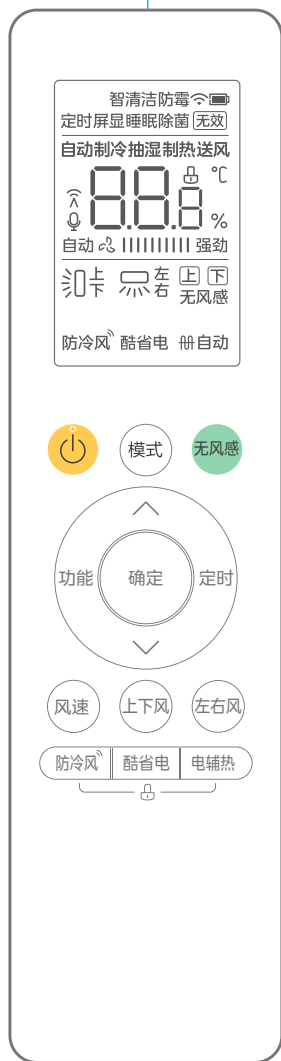 智清洁防霉
定时屏显睡眠除菌 无效
自动制冷抽湿制热送风
88.8 ℃
%
自动 强劲
左右 上 下
无风感
防冷风 酷省电 自动
模式 无风感
功能 确定 定时
风速 上下风 左右风
防冷风 酷省电 电辅热